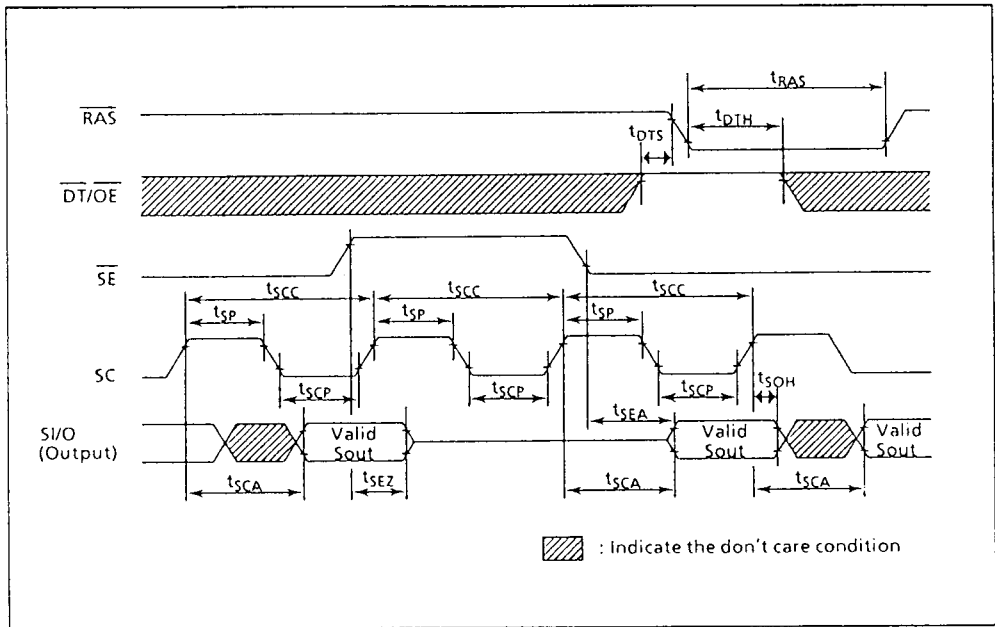 tRAS
RAS
tDTH
tDTS
DT/OE
SE
tSCC tSCC tSCC
tSP tSP tSP
SC
tSCP tSCP tSCP tSOH
tSEA
SI/O
(Output)
Valid
Sout
Valid
Sout
Valid
Sout
tSCA tSEZ tSCA tSCA
: Indicate the don't care condition